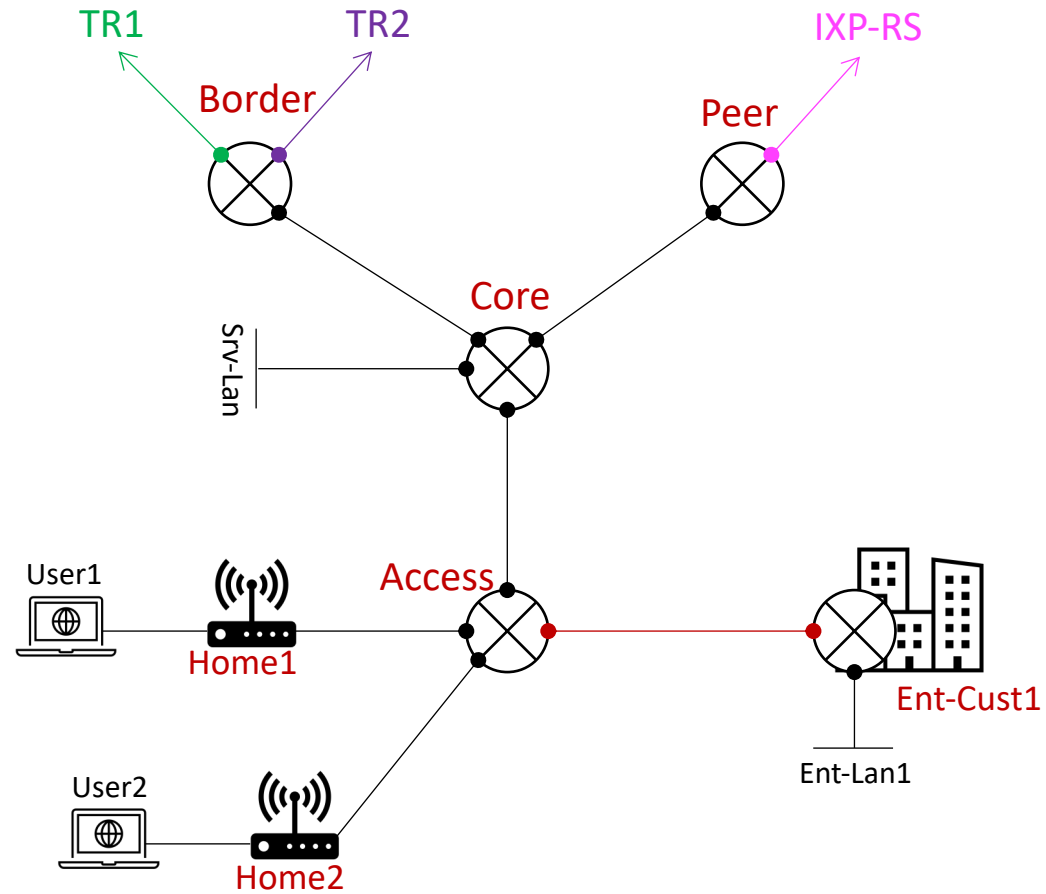 TR1
TR2
IXP-RS
Border
Peer
Core
Srv-Lan
Access
User1
Home1
Ent-Cust1
Ent-Lan1
User2
Home2